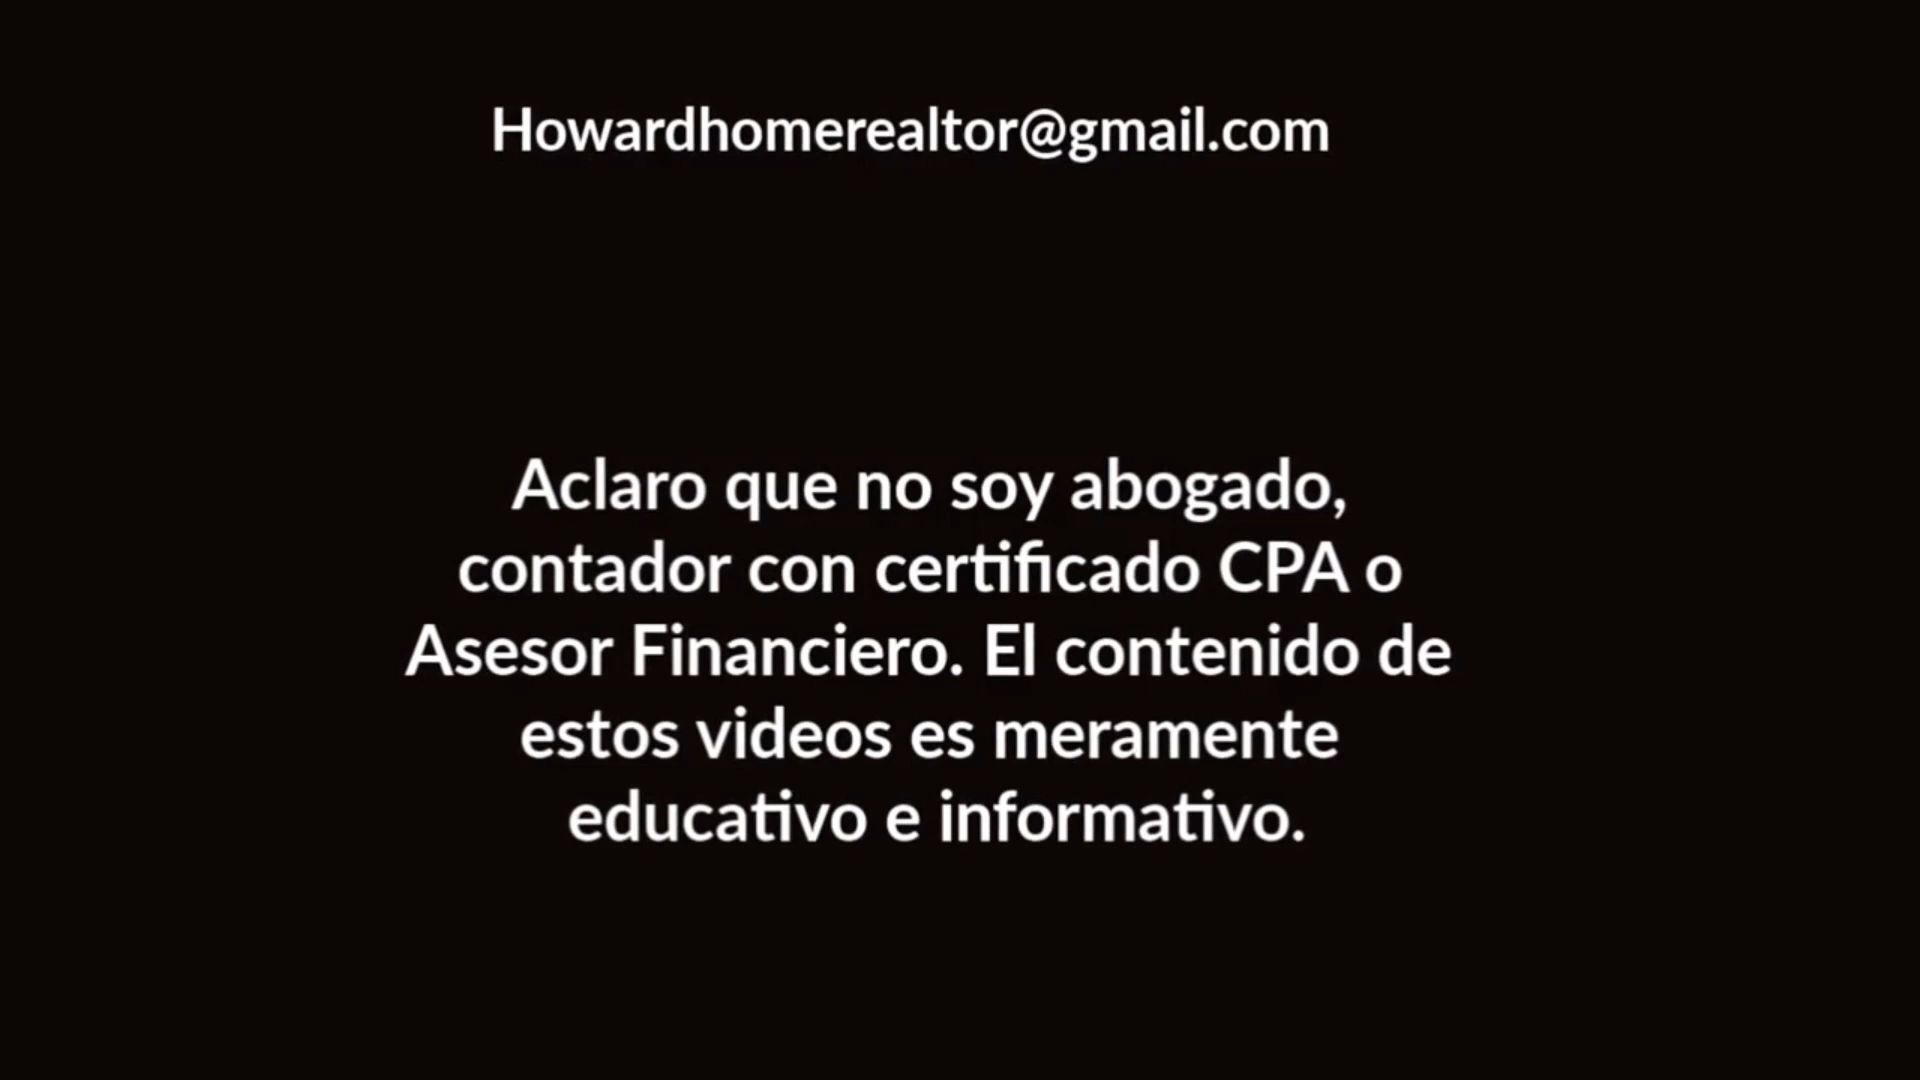 Howardhomerealtor@gmail.com
Aclaro que no soy abogado,
contador con certificado CPA o
Asesor Financiero. El contenido de
estos videos es meramente
educativo e informativo.